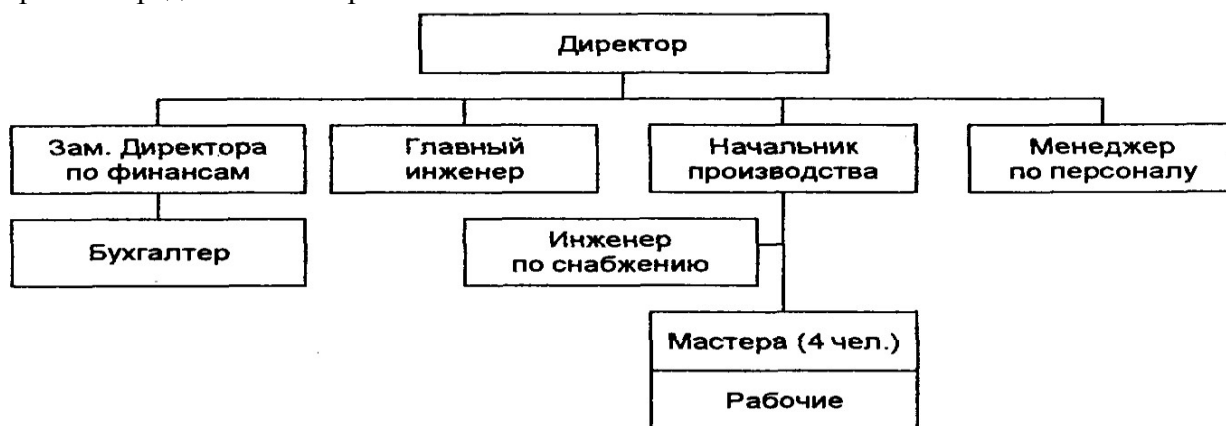 Директор
Зам. Директора
по финансам
Главный
инженер
Начальник
производства
Менеджер
по персоналу
Бухгалтер
Инженер
по снабжению
Мастера (4 чел.)
Рабочие